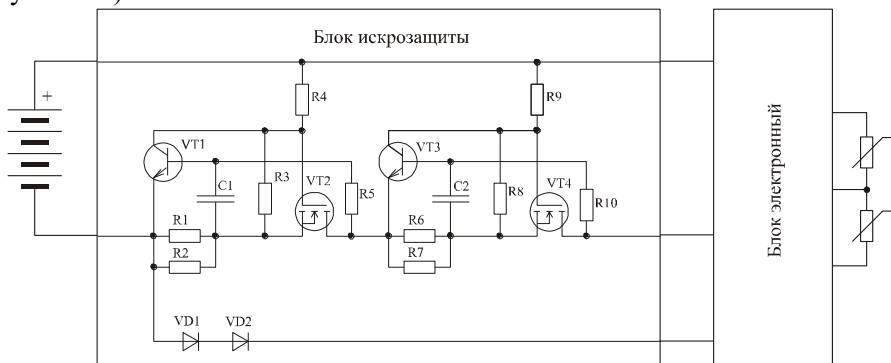 Блок искрозащиты
+
R4
R9
VT1
VT3
R3
VT2
R5
C1
R8
VT4
R10
C2
R1
R2
R6
R7
VD1 VD2
Блок электронный